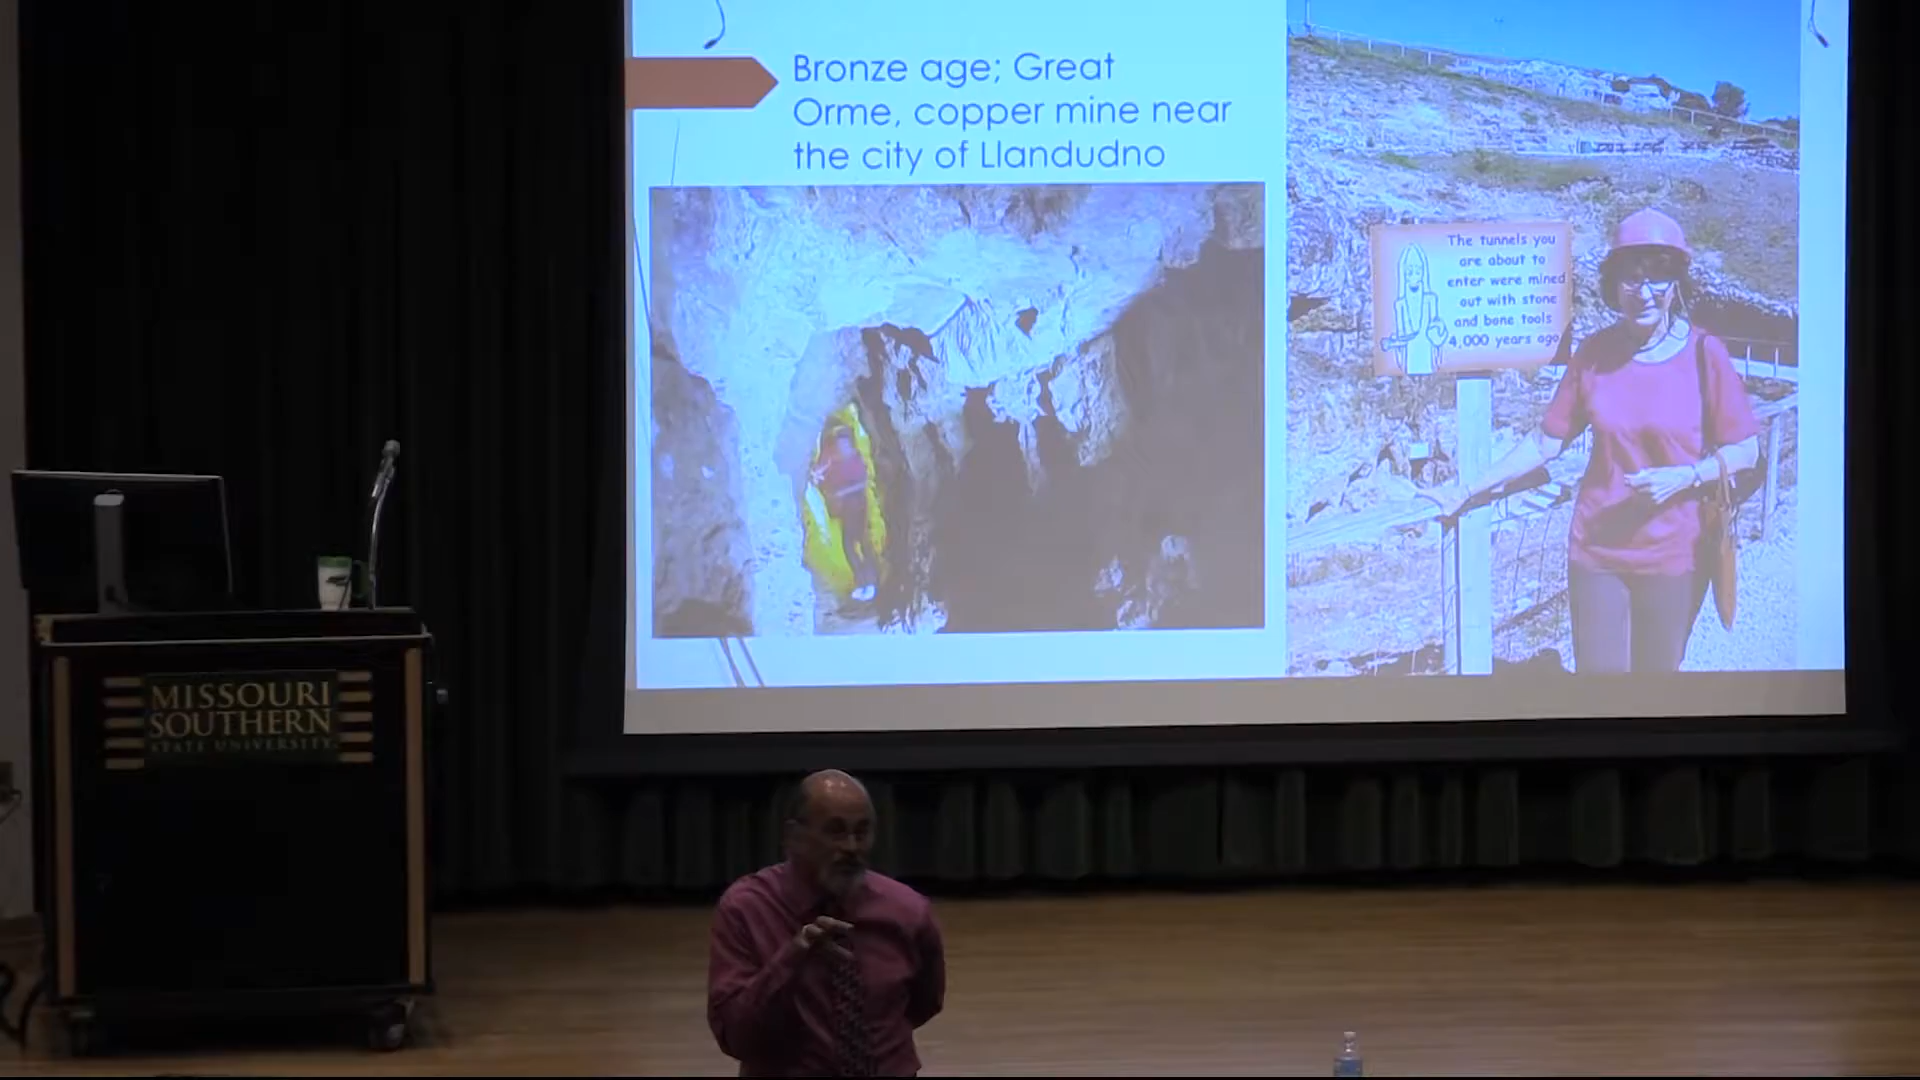 Bronze age; Great
Orme, copper mine near
the city of Llandudno
The tunnels you
are about to
enter were mined
out with stone
and bone tools
4,000 years ago
MISSOURI
SOUTHERN
STATE UNIVERSITY